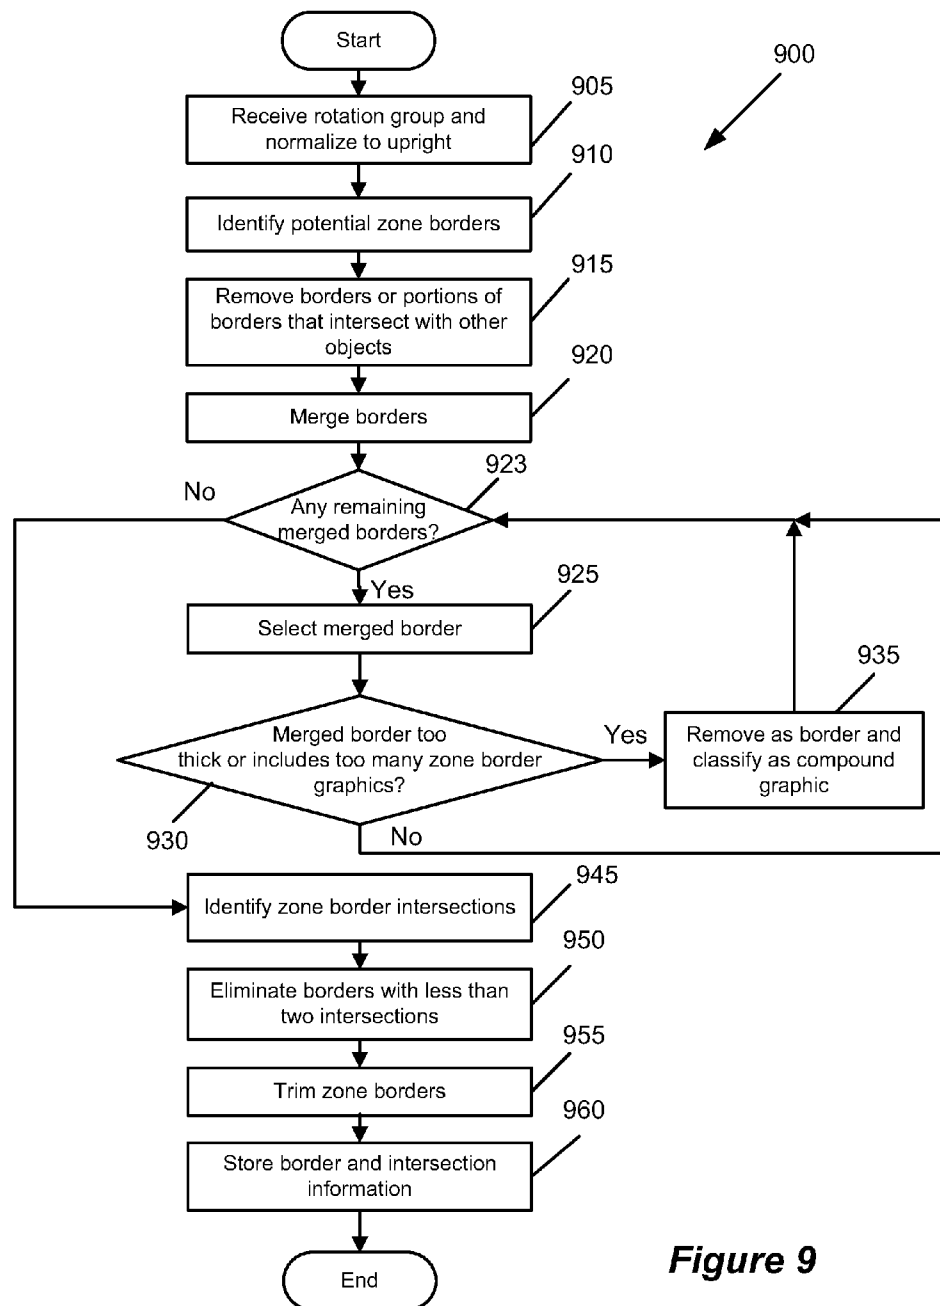 Start
900
905
Receive rotation group and
normalize to upright
910
Identify potential zone borders
915
Remove borders or portions of
borders that intersect with other
objects
920
Merge borders
923
No
Any remaining
merged borders?
Yes
925
Select merged border
935
Merged border too
thick or includes too many zone border
graphics?
Yes
Remove as border and
classify as compound
graphic
930
No
945
Identify zone border intersections
950
Eliminate borders with less than
two intersections
955
Trim zone borders
960
Store border and intersection
information
End
Figure 9